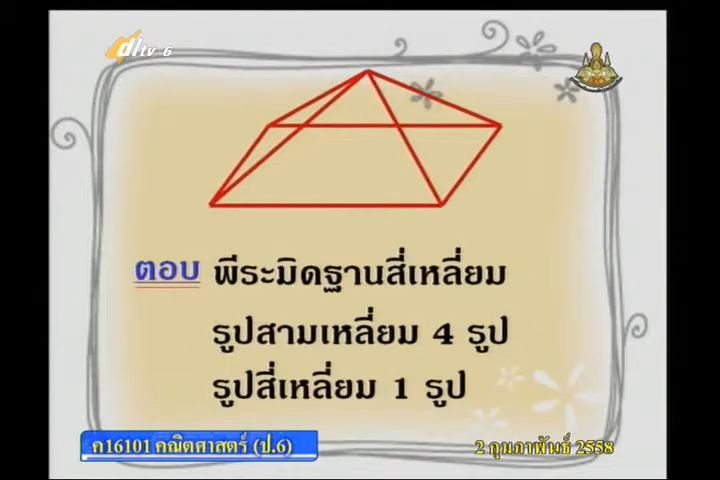 dltv 6
ตอบ พีระมิดฐานสี่เหลี่ยม
รูปสามเหลี่ยม 4 รูป
รูปสี่เหลี่ยม 1 รูป
ค16101 คณิตศาสตร์ (ป.6)
2 กุมภาพันธ์ 2558